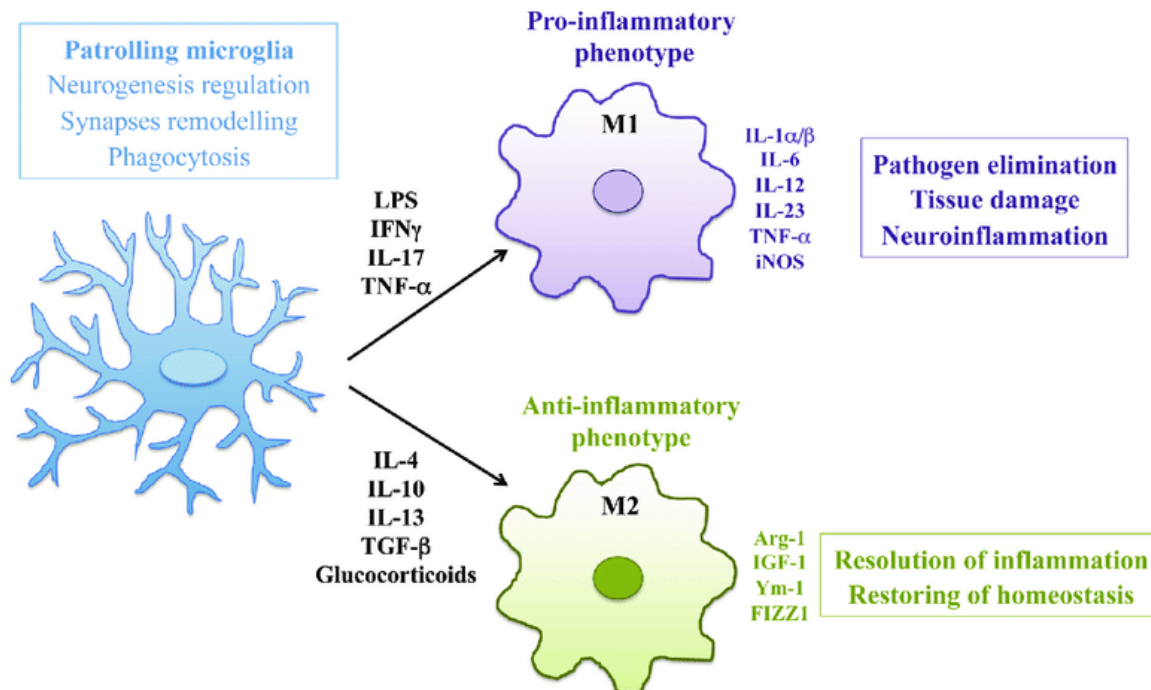 Patrolling microglia
Neurogenesis regulation
Synapses remodelling
Phagocytosis
Pro-inflammatory
phenotype
M1
LPS
IFNγ
IL-17
TNF-α
IL-1α/β
IL-6
IL-12
IL-23
TNF-α
iNOS
Pathogen elimination
Tissue damage
Neuroinflammation
Anti-inflammatory
phenotype
M2
IL-4
IL-10
IL-13
TGF-β
Glucocorticoids
Arg-1
IGF-1
Ym-1
FIZZ1
Resolution of inflammation
Restoring of homeostasis